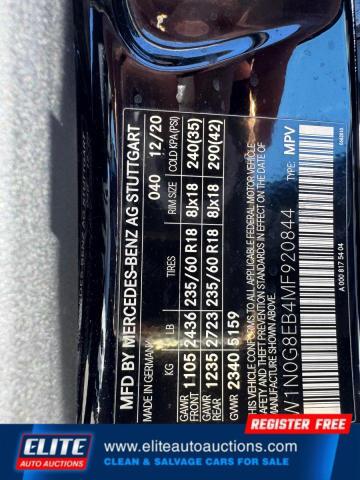 MFD BY MERCEDES-BENZ AG STUTTGART
MADE IN GERMANY 040 12/20
KG LB TIRES RIM SIZE COLD KPA(PSI)
GAWR FRONT 1105 2436 235/60 R18 8Jx18 240(35)
GAWR REAR 1235 2723 235/60 R18 8Jx18 290(42)
GVWR 2340 5159
THIS VEHICLE CONFORMS TO ALL APPLICABLE FEDERAL MOTOR VEHICLE
SAFETY, BUMPER, AND THEFT PREVENTION STANDARDS IN EFFECT ON THE DATE OF
MANUFACTURE SHOWN ABOVE.
W1N0G8EB4MF920844 TYPE: MPV
A 000 817 54 04
REGISTER FREE
ELITE
AUTO AUCTIONS
www.eliteautoauctions.com
CLEAN & SALVAGE CARS FOR SALE